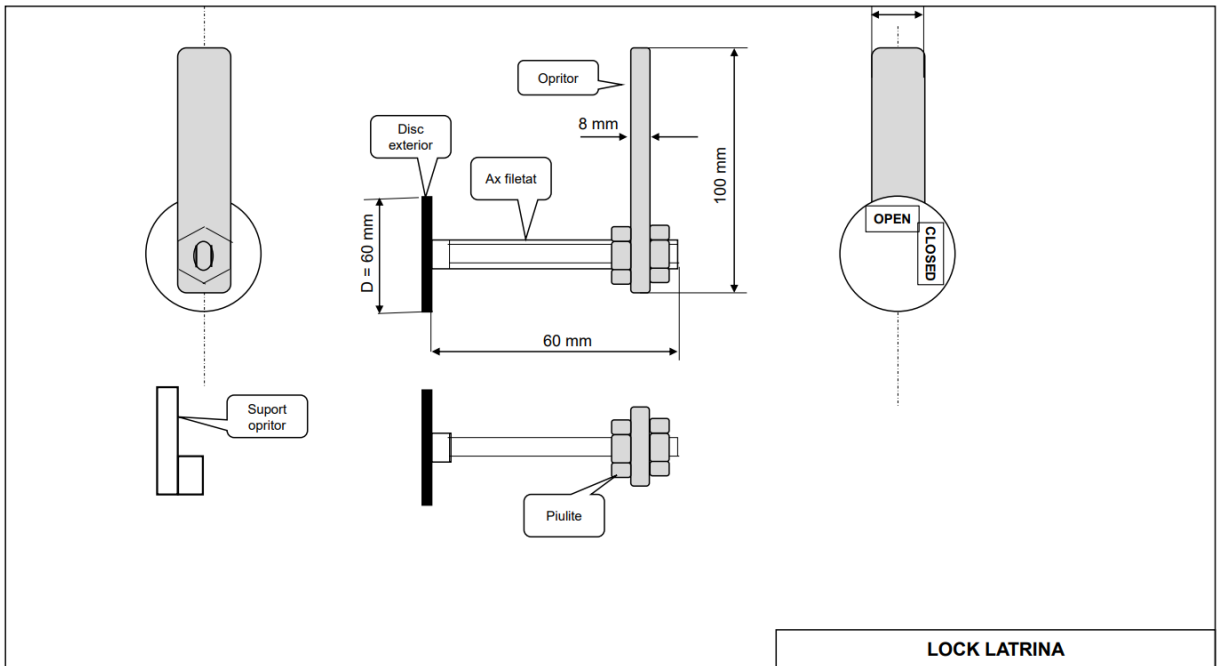 Opritor
8 mm
Disc
exterior
Ax filetat
100 mm
D = 60 mm
OPEN
CLOSED
60 mm
Suport
opritor
Piulite
LOCK LATRINA